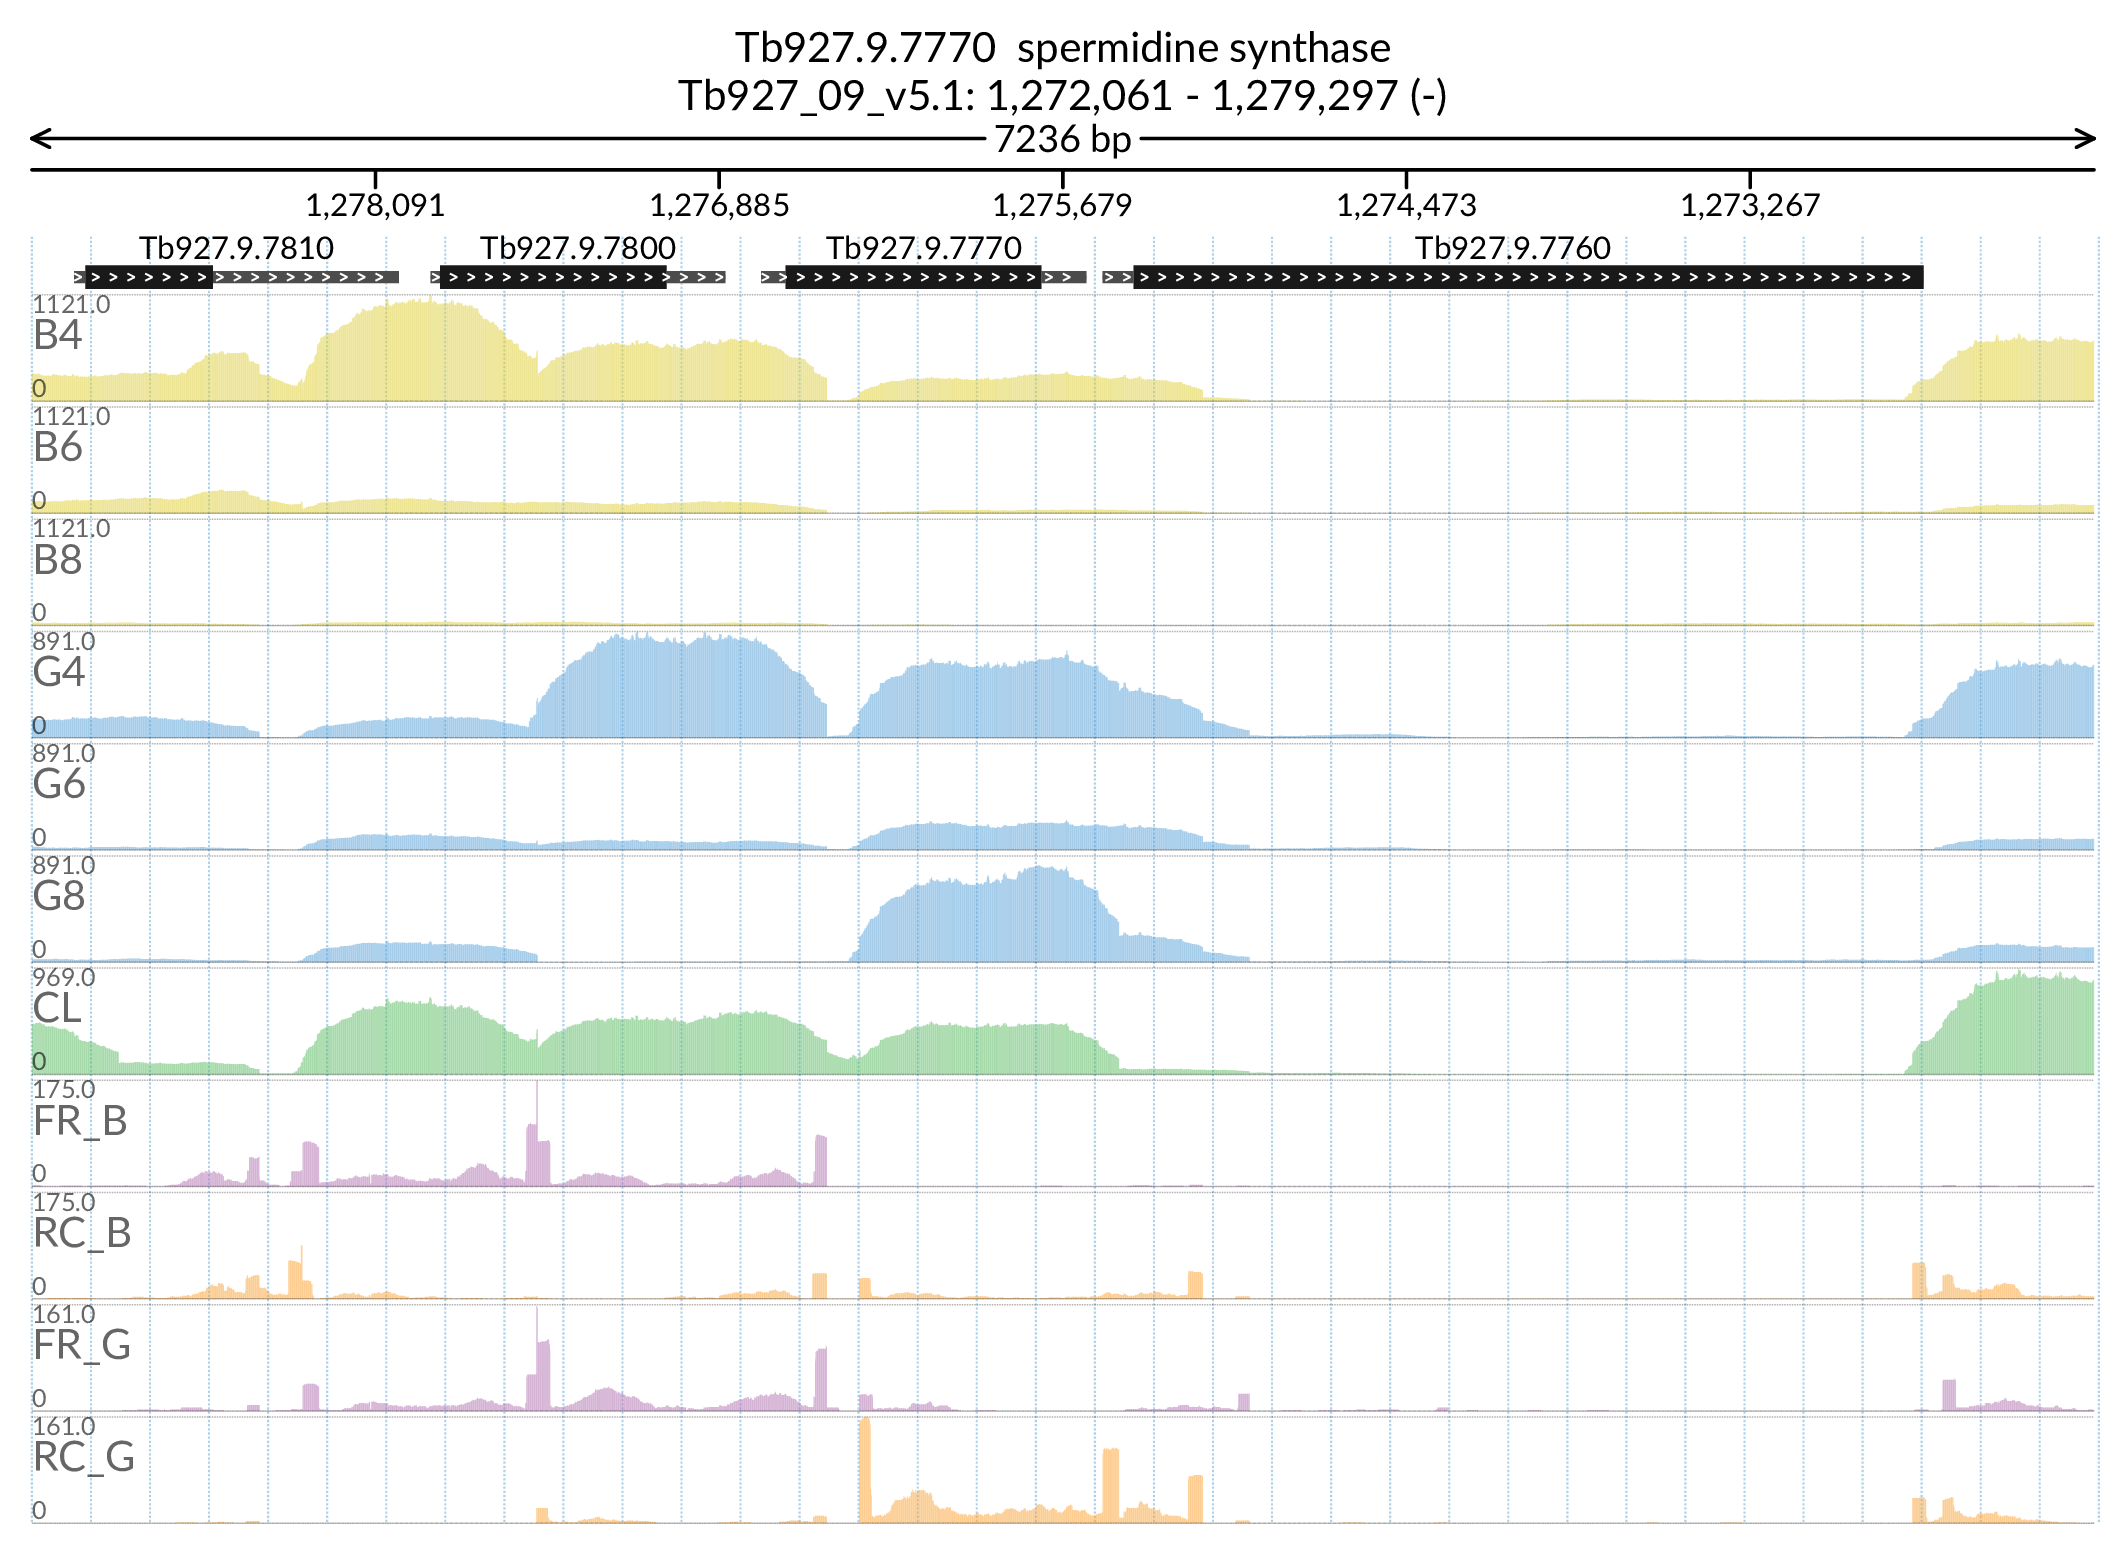 Tb927.9.7770 spermidine synthase
Tb927_09_v5.1: 1,272,061 - 1,279,297 (-)
7236 bp
1,278,091 1,276,885 1,275,679 1,274,473 1,273,267
Tb927.9.7810 Tb927.9.7800 Tb927.9.7770 Tb927.9.7760
1121.0
B4
0
1121.0
B6
0
1121.0
B8
0
891.0
G4
0
891.0
G6
0
891.0
G8
0
969.0
CL
0
175.0
FR_B
0
175.0
RC_B
0
161.0
FR_G
0
161.0
RC_G
0